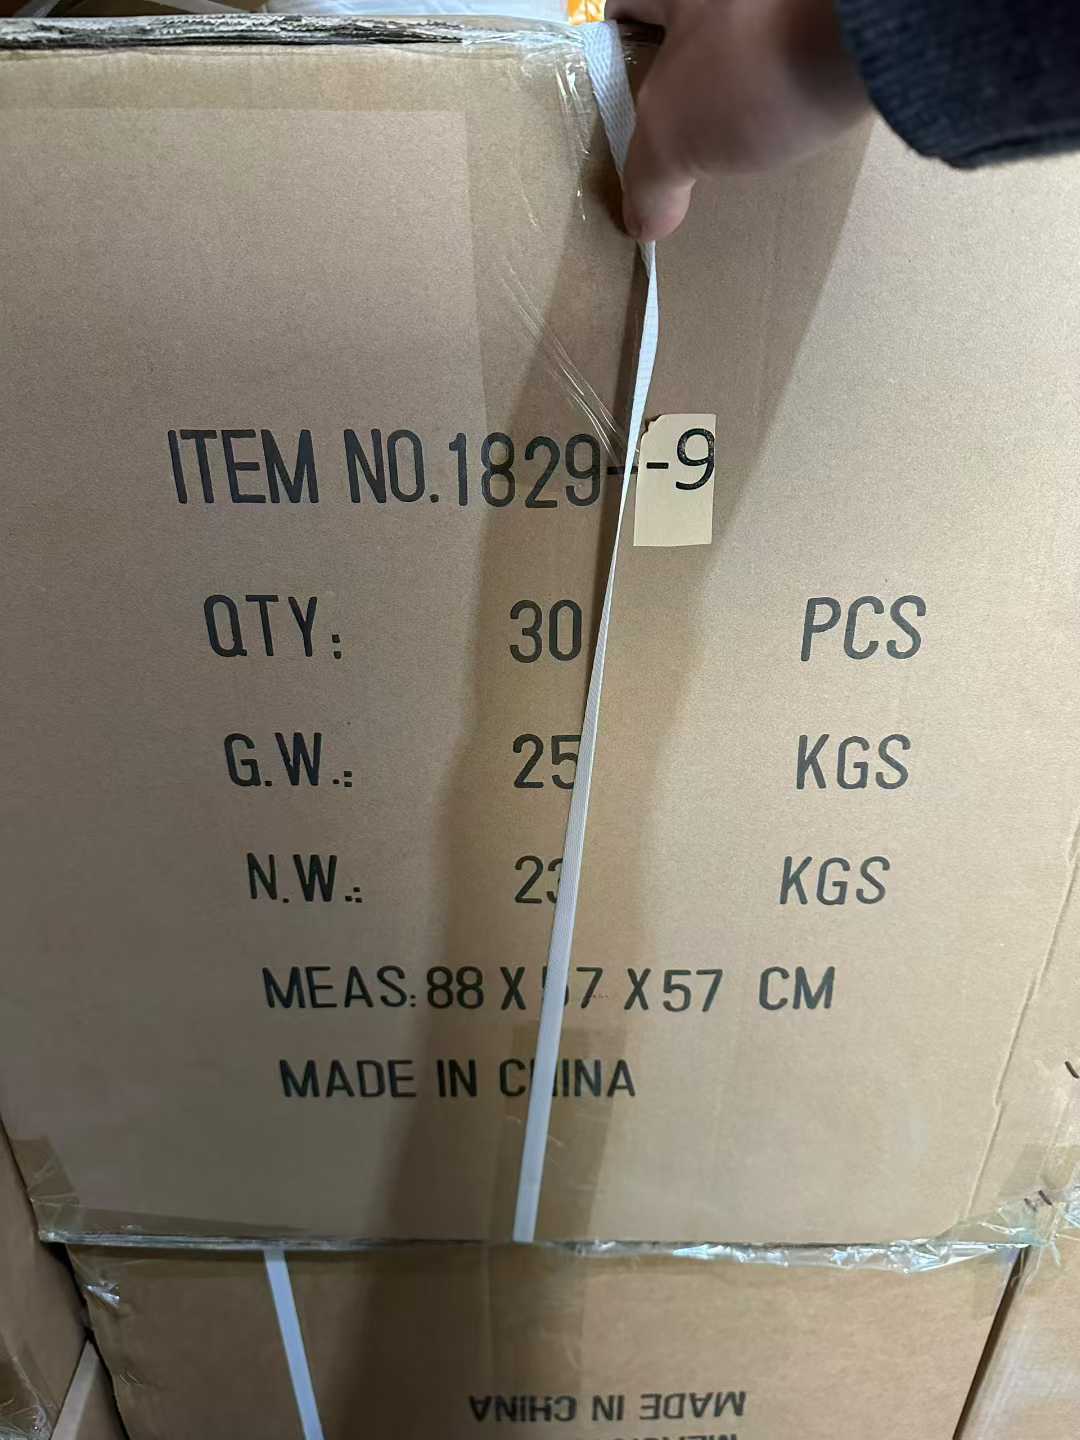 ITEM NO.1829--9
QTY: 30 PCS
G.W.: 25 KGS
N.W.: 23 KGS
MEAS: 88 X 57 X 57 CM
MADE IN CHINA
MADE IN CHINA